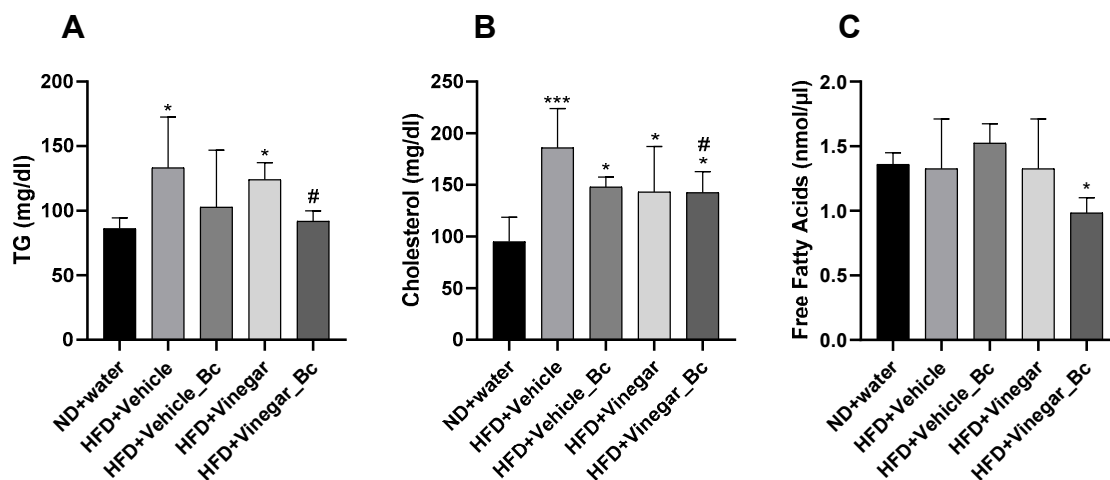 A
TG (mg/dl)
200
150
100
50
0
*
*
#
ND+water
HFD+Vehicle
HFD+Vehicle_Bc
HFD+Vinegar
HFD+Vinegar_Bc
B
Cholesterol (mg/dl)
250
200
150
100
50
0
***
*
*
#
*
ND+water
HFD+Vehicle
HFD+Vehicle_Bc
HFD+Vinegar
HFD+Vinegar_Bc
C
Free Fatty Acids (nmol/µl)
2.0
1.5
1.0
0.5
0.0
*
ND+water
HFD+Vehicle
HFD+Vehicle_Bc
HFD+Vinegar
HFD+Vinegar_Bc